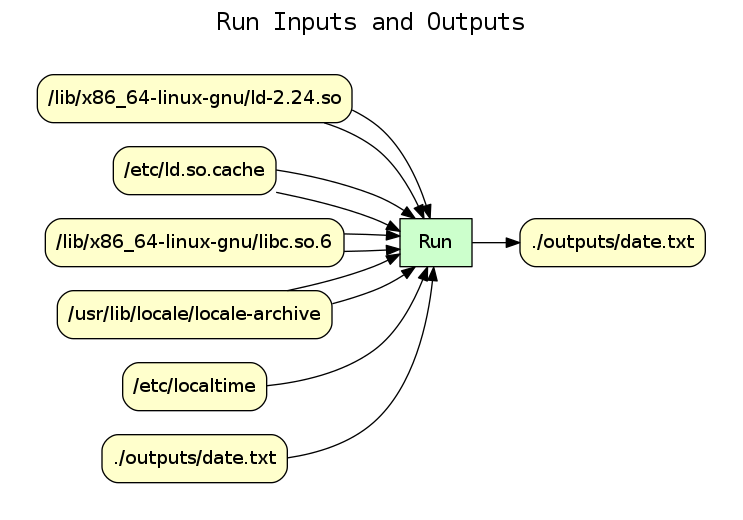 Run Inputs and Outputs
/lib/x86_64-linux-gnu/ld-2.24.so
/etc/ld.so.cache
/lib/x86_64-linux-gnu/libc.so.6
Run
./outputs/date.txt
/usr/lib/locale/locale-archive
/etc/localtime
./outputs/date.txt